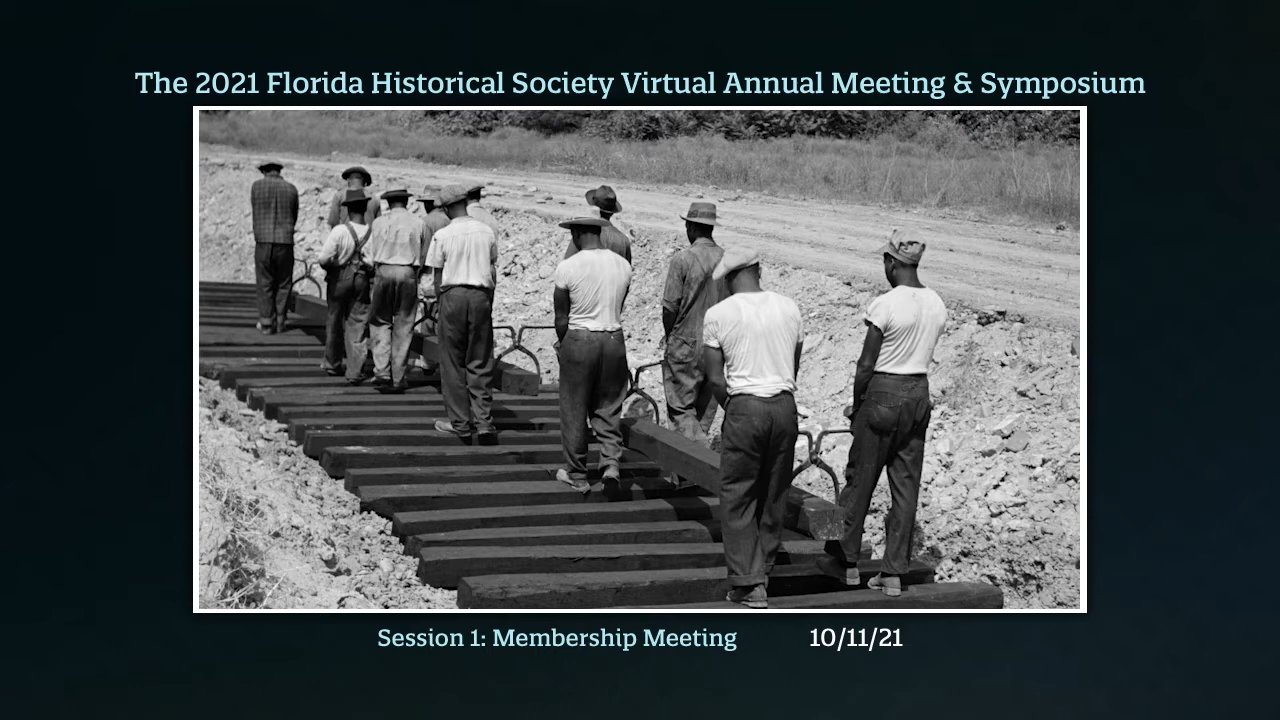 The 2021 Florida Historical Society Virtual Annual Meeting & Symposium
Session 1: Membership Meeting 10/11/21